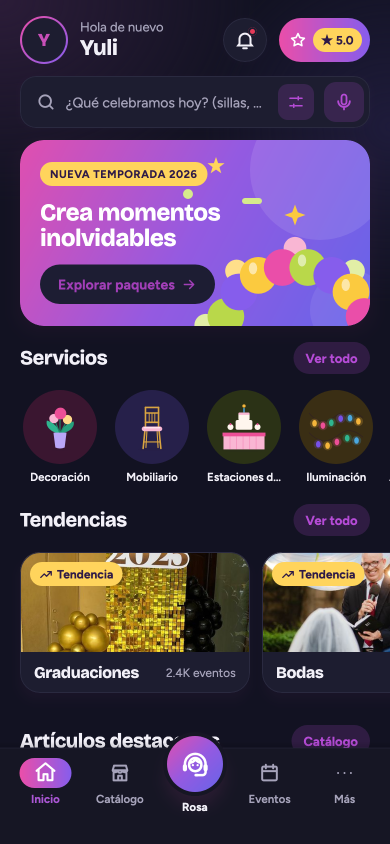 Y
Hola de nuevo
Yuli
★ 5.0
¿Qué celebramos hoy? (sillas, ...
NUEVA TEMPORADA 2026
Crea momentos
inolvidables
Explorar paquetes →
Servicios
Ver todo
Decoración
Mobiliario
Estaciones d...
Iluminación
Tendencias
Ver todo
2025
Tendencia
Tendencia
Graduaciones
2.4K eventos
Bodas
Artículos
Catálogo
Inicio
Catálogo
Rosa
Eventos
Más